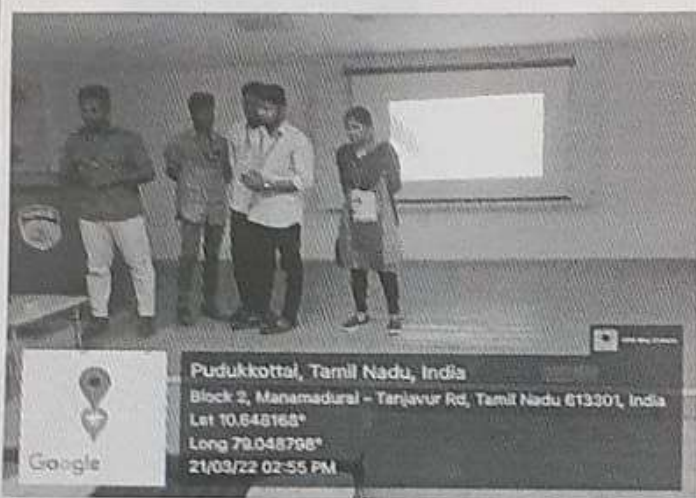 Pudukkottai, Tamil Nadu, India
Block 2, Manamadurai - Tanjavur Rd, Tamil Nadu 613301, India
Lat 10.648168°
Long 79.048798°
21/03/22 02:55 PM
Google